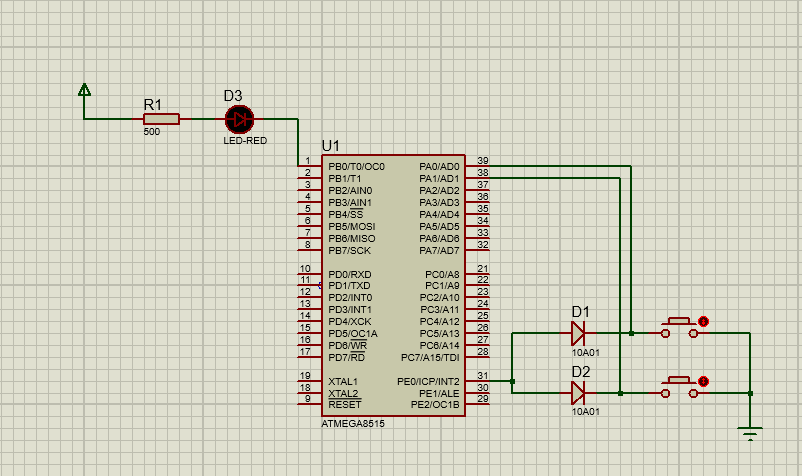 R1
500
D3
LED-RED
U1
1 PB0/T0/OC0 PA0/AD0 39
2 PB1/T1 PA1/AD1 38
3 PB2/AIN0 PA2/AD2 37
4 PB3/AIN1 PA3/AD3 36
5 PB4/SS PA4/AD4 35
6 PB5/MOSI PA5/AD5 34
7 PB6/MISO PA6/AD6 33
8 PB7/SCK PA7/AD7 32
10 PD0/RXD PC0/A8 21
11 PD1/TXD PC1/A9 22
12 PD2/INT0 PC2/A10 23
13 PD3/INT1 PC3/A11 24
14 PD4/XCK PC4/A12 25
15 PD5/OC1A PC5/A13 26
16 PD6/WR PC6/A14 27
17 PD7/RD PC7/A15/TDI 28
19 XTAL1 PE0/ICP/INT2 31
18 XTAL2 PE1/ALE 30
9 RESET PE2/OC1B 29
ATMEGA8515
D1
10A01
D2
10A01